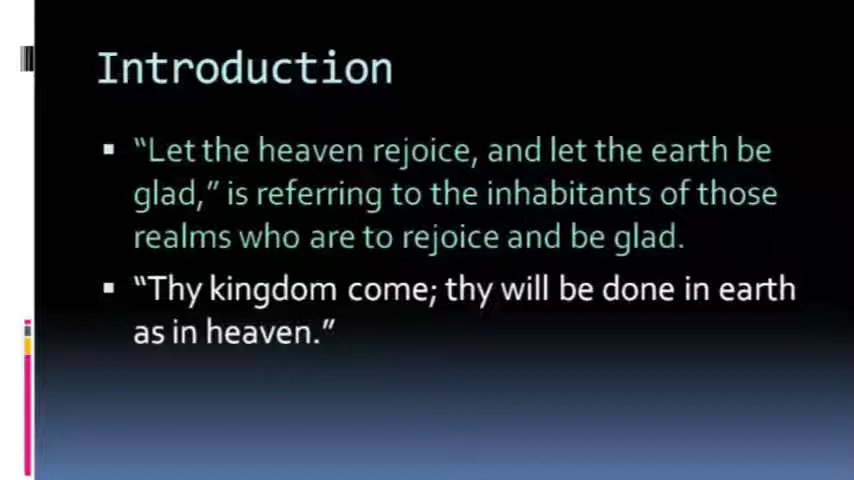 Introduction
“Let the heaven rejoice, and let the earth be
glad,” is referring to the inhabitants of those
realms who are to rejoice and be glad.
“Thy kingdom come; thy will be done in earth
as in heaven.”